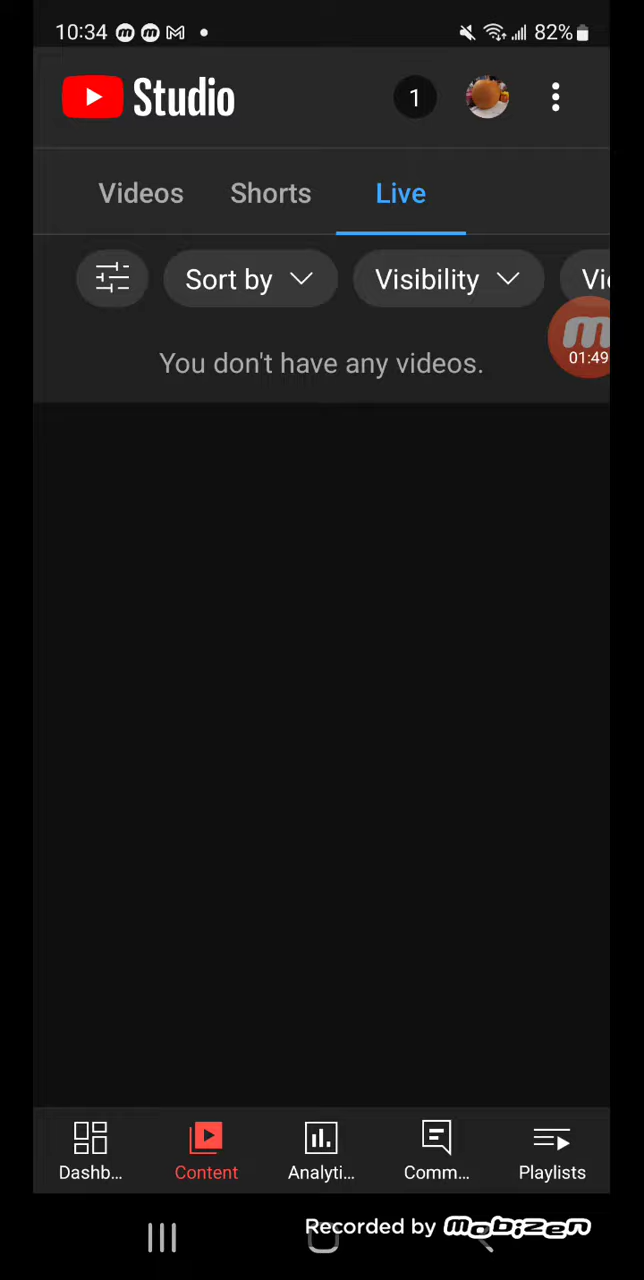 10:34 82%
Studio 1
Videos Shorts Live
Sort by Visibility Vi
You don't have any videos.
01:49
Dashb... Content Analyti... Comm... Playlists
Recorded by mobizen